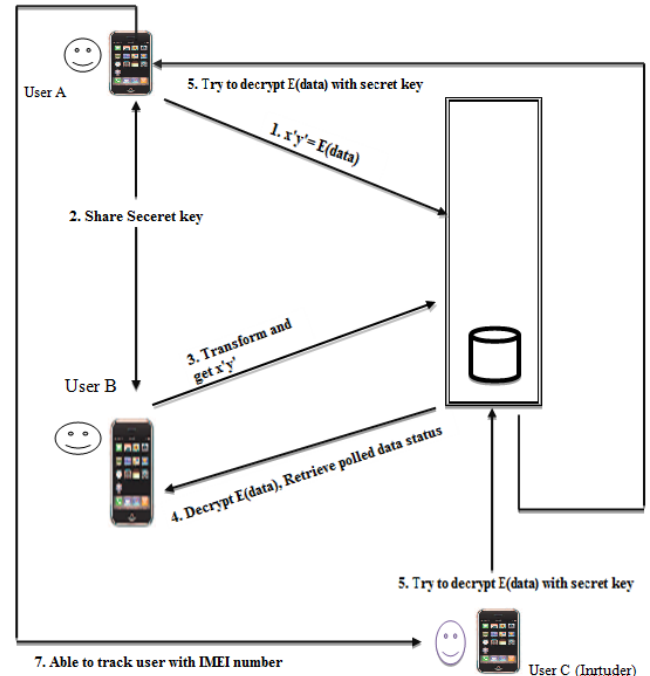 User A
5. Try to decrypt E(data) with secret key
1. x'y'= E(data)
2. Share Seceret key
3. Transform and
get x'y'
User B
4. Decrypt E(data), Retrieve polled data status
5. Try to decrypt E(data) with secret key
7. Able to track user with IMEI number
User C (Inrtuder)